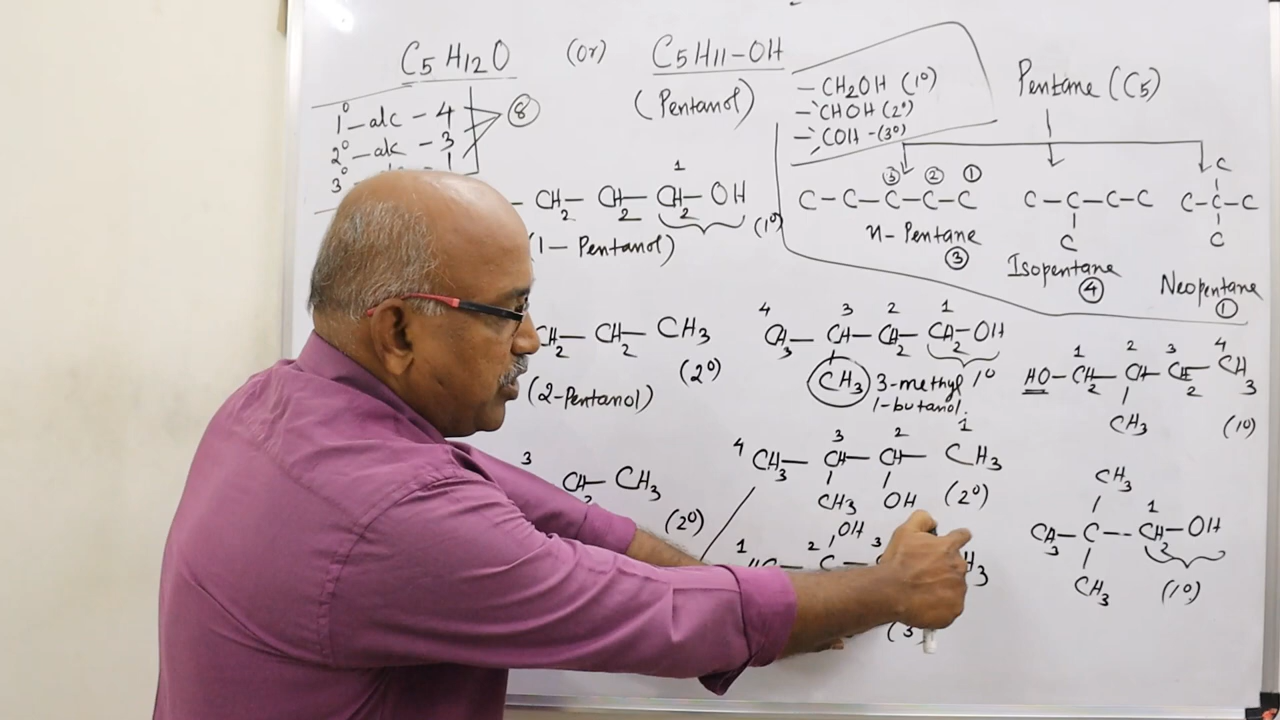 C5H12O (Or) C5H11-OH
(Pentanol)
1° - alc - 4
2° - alc - 3
3°
8
- CH2OH (1°)
- CHOH (2°)
- COH - (3°)
Pentane (C5)
3 2 1
C - C - C - C - C
n - Pentane
3
C - C - C - C
C
Isopentane
4
C
C - C - C
C
Neopentane
1
1
CH2 - CH2 - CH2 - OH
(1 - Pentanol) (1°)
CH2 - CH2 - CH3
(2-Pentanol) (2°)
3
CH2 - CH3
(2°)
4 3 2 1
CH3 - CH - CH2 - CH2 - OH
CH3 3-methyl 1°
1-butanol
1 2 3 4
HO - CH2 - CH - CH2 - CH3
CH3
(1°)
4 3 2 1
CH3 - CH - CH - CH3
CH3 OH (2°)
OH
1 2 3
C - C
H3
(3
CH3
1
CH3 - C - CH2 - OH
CH3 (1°)